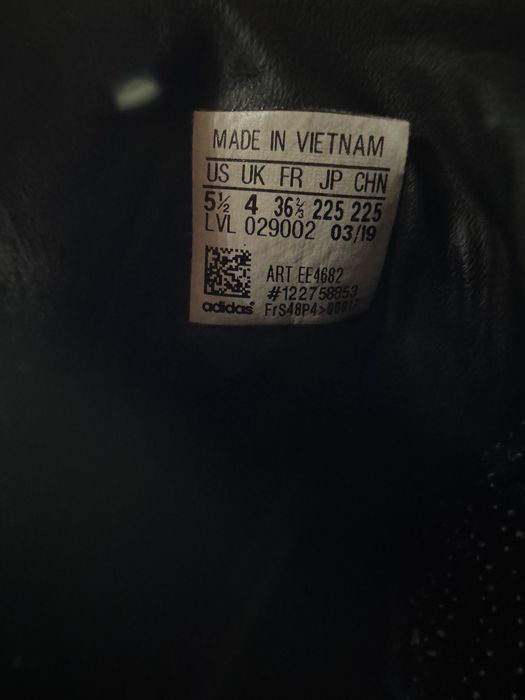 MADE IN VIETNAM
US UK FR JP CHN
5½ 4 36⅔ 225 225
LVL 029002 03/19
ART EE4682
#122758853
adidas